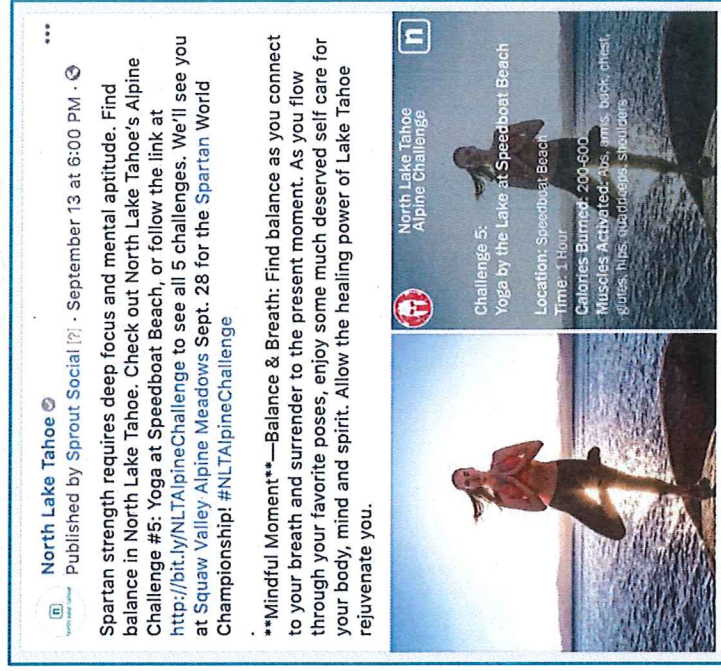 North Lake Tahoe
Published by Sprout Social [?] · September 13 at 6:00 PM ·
Spartan strength requires deep focus and mental aptitude. Find
balance in North Lake Tahoe. Check out North Lake Tahoe's Alpine
Challenge #5: Yoga at Speedboat Beach, or follow the link at
http://bit.ly/NLTAlpineChallenge to see all 5 challenges. We'll see you
at Squaw Valley Alpine Meadows Sept. 28 for the Spartan World
Championship! #NLTAlpineChallenge
.
**Mindful Moment**—Balance & Breath: Find balance as you connect
to your breath and surrender to the present moment. As you flow
through your favorite poses, enjoy some much deserved self care for
your body, mind and spirit. Allow the healing power of Lake Tahoe
rejuvenate you.
North Lake Tahoe
Alpine Challenge
n
Challenge 5:
Yoga by the Lake at Speedboat Beach
Location: Speedboat Beach
Time: 1 Hour
Calories Burned: 200-600
Muscles Activated: Abs, arms, back, chest,
glutes, hips, quadriceps, shoulders